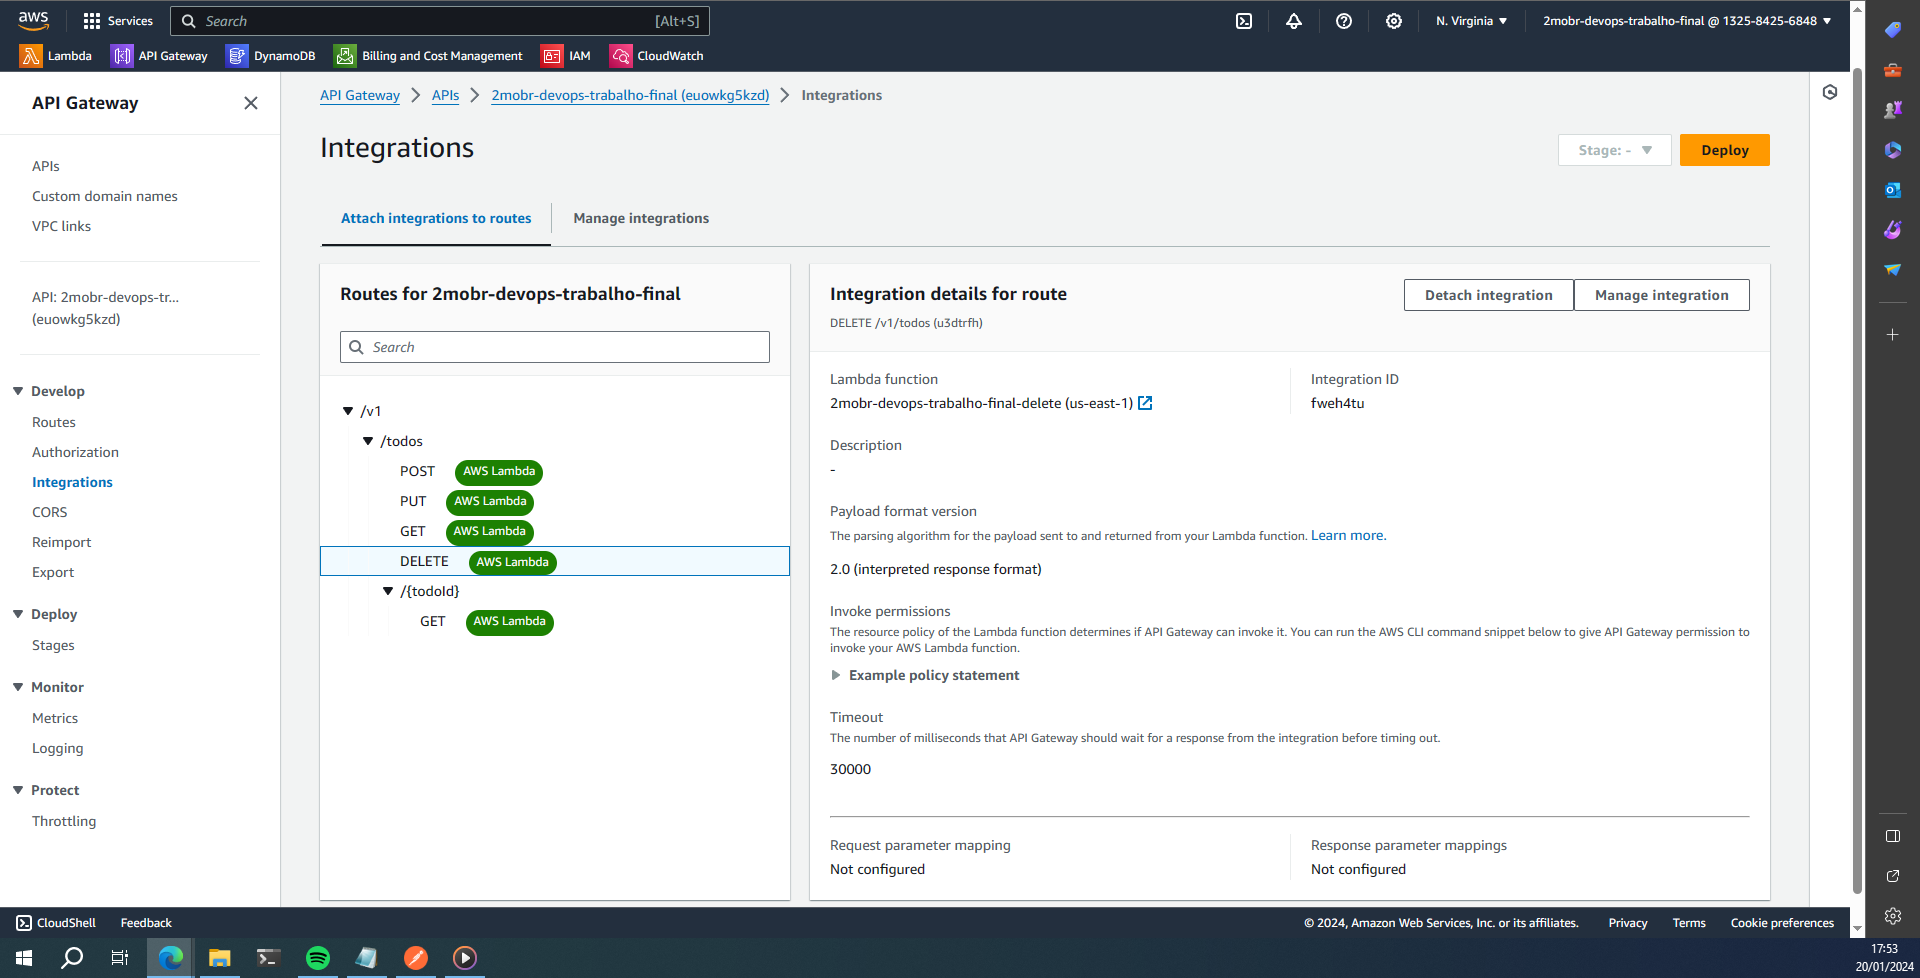 aws
Services
Search
[Alt+S]
N. Virginia
2mobr-devops-trabalho-final @ 1325-8425-6848
Lambda
API Gateway
DynamoDB
Billing and Cost Management
IAM
CloudWatch
API Gateway
APIs
Custom domain names
VPC links
API: 2mobr-devops-tr...
(euowkg5kzd)
Develop
Routes
Authorization
Integrations
CORS
Reimport
Export
Deploy
Stages
Monitor
Metrics
Logging
Protect
Throttling
API Gateway
APIs
2mobr-devops-trabalho-final (euowkg5kzd)
Integrations
Integrations
Stage: -
Deploy
Attach integrations to routes
Manage integrations
Routes for 2mobr-devops-trabalho-final
Search
/v1
/todos
POST AWS Lambda
PUT AWS Lambda
GET AWS Lambda
DELETE AWS Lambda
/{todoId}
GET AWS Lambda
Integration details for route
DELETE /v1/todos (u3dtrfh)
Detach integration
Manage integration
Lambda function
2mobr-devops-trabalho-final-delete (us-east-1)
Integration ID
fweh4tu
Description
-
Payload format version
The parsing algorithm for the payload sent to and returned from your Lambda function. Learn more.
2.0 (interpreted response format)
Invoke permissions
The resource policy of the Lambda function determines if API Gateway can invoke it. You can run the AWS CLI command snippet below to give API Gateway permission to
invoke your AWS Lambda function.
Example policy statement
Timeout
The number of milliseconds that API Gateway should wait for a response from the integration before timing out.
30000
Request parameter mapping
Not configured
Response parameter mappings
Not configured
CloudShell
Feedback
© 2024, Amazon Web Services, Inc. or its affiliates.
Privacy
Terms
Cookie preferences
17:53
20/01/2024